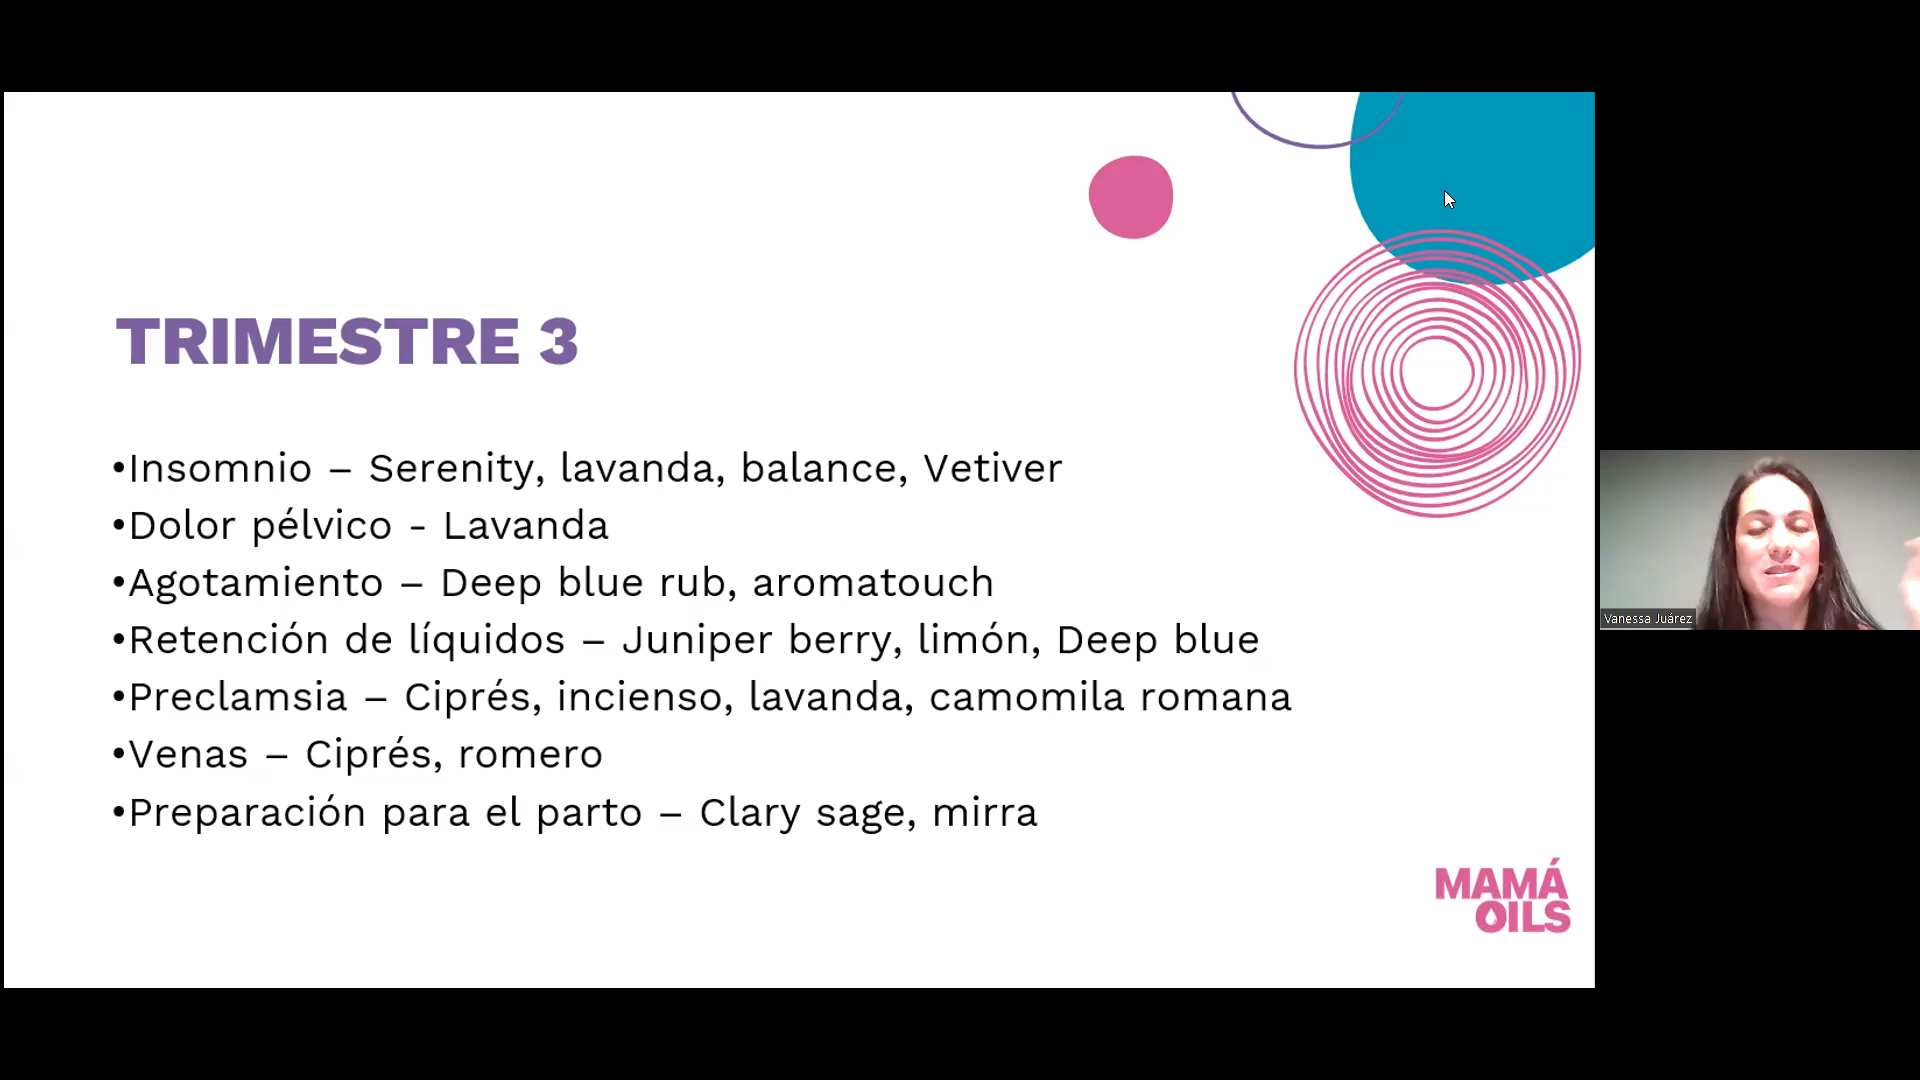 TRIMESTRE 3
•Insomnio – Serenity, lavanda, balance, Vetiver
•Dolor pélvico - Lavanda
•Agotamiento – Deep blue rub, aromatouch
•Retención de líquidos – Juniper berry, limón, Deep blue
•Preclamsia – Ciprés, incienso, lavanda, camomila romana
•Venas – Ciprés, romero
•Preparación para el parto – Clary sage, mirra
MAMÁ
OILS
Vanessa Juárez